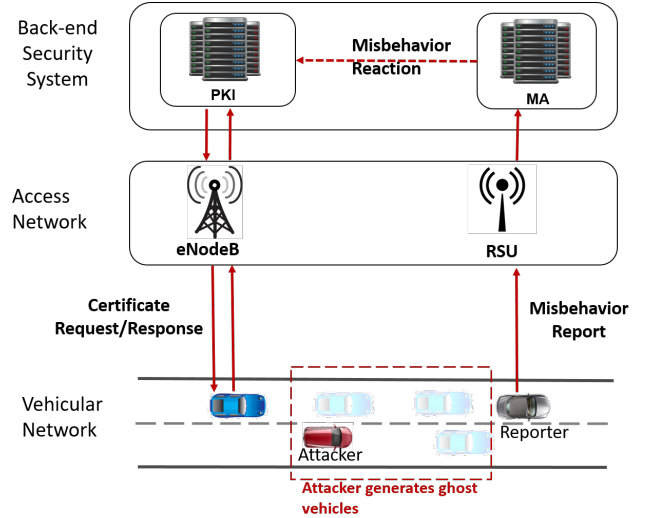 Back-end
Security
System
PKI
Misbehavior
Reaction
MA
Access
Network
eNodeB
RSU
Certificate
Request/Response
Misbehavior
Report
Vehicular
Network
Attacker
Reporter
Attacker generates ghost
vehicles